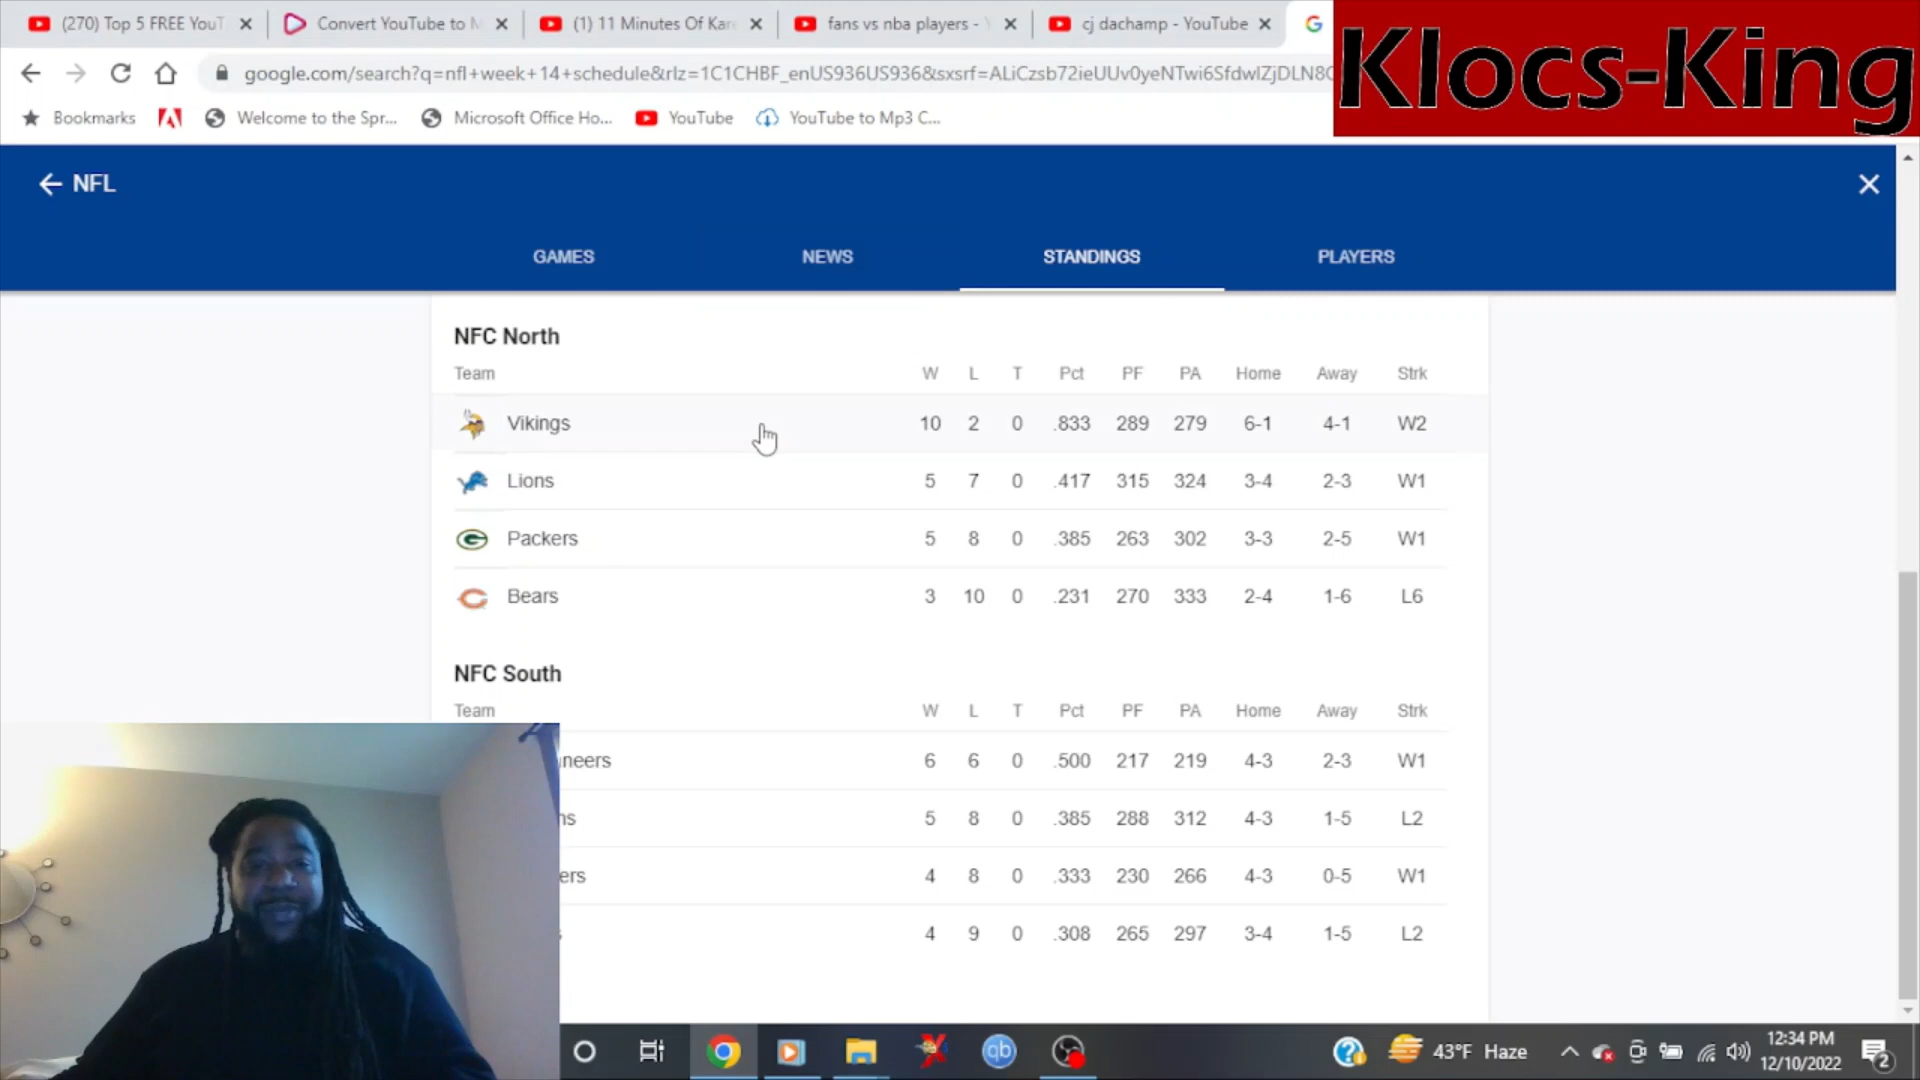 (270) Top 5 FREE YouT
Convert YouTube to M
(1) 11 Minutes Of Kar
fans vs nba players - Y
cj dachamp - YouTube
Klocs-King
google.com/search?q=nfl+week+14+schedule&rlz=1C1CHBF_enUS936US936&sxsrf=ALiCzsb72ieUUv0yeNTwi6SfdwIZjDLN8C
Bookmarks
Welcome to the Spr...
Microsoft Office Ho...
YouTube
YouTube to Mp3 C...
NFL
GAMES NEWS STANDINGS PLAYERS
NFC North
Team W L T Pct PF PA Home Away Strk
Vikings 10 2 0 .833 289 279 6-1 4-1 W2
Lions 5 7 0 .417 315 324 3-4 2-3 W1
Packers 5 8 0 .385 263 302 3-3 2-5 W1
Bears 3 10 0 .231 270 333 2-4 1-6 L6
NFC South
Team W L T Pct PF PA Home Away Strk
neers 6 6 0 .500 217 219 4-3 2-3 W1
ns 5 8 0 .385 288 312 4-3 1-5 L2
ers 4 8 0 .333 230 266 4-3 0-5 W1
s 4 9 0 .308 265 297 3-4 1-5 L2
qb
43°F Haze
12:34 PM
12/10/2022
2